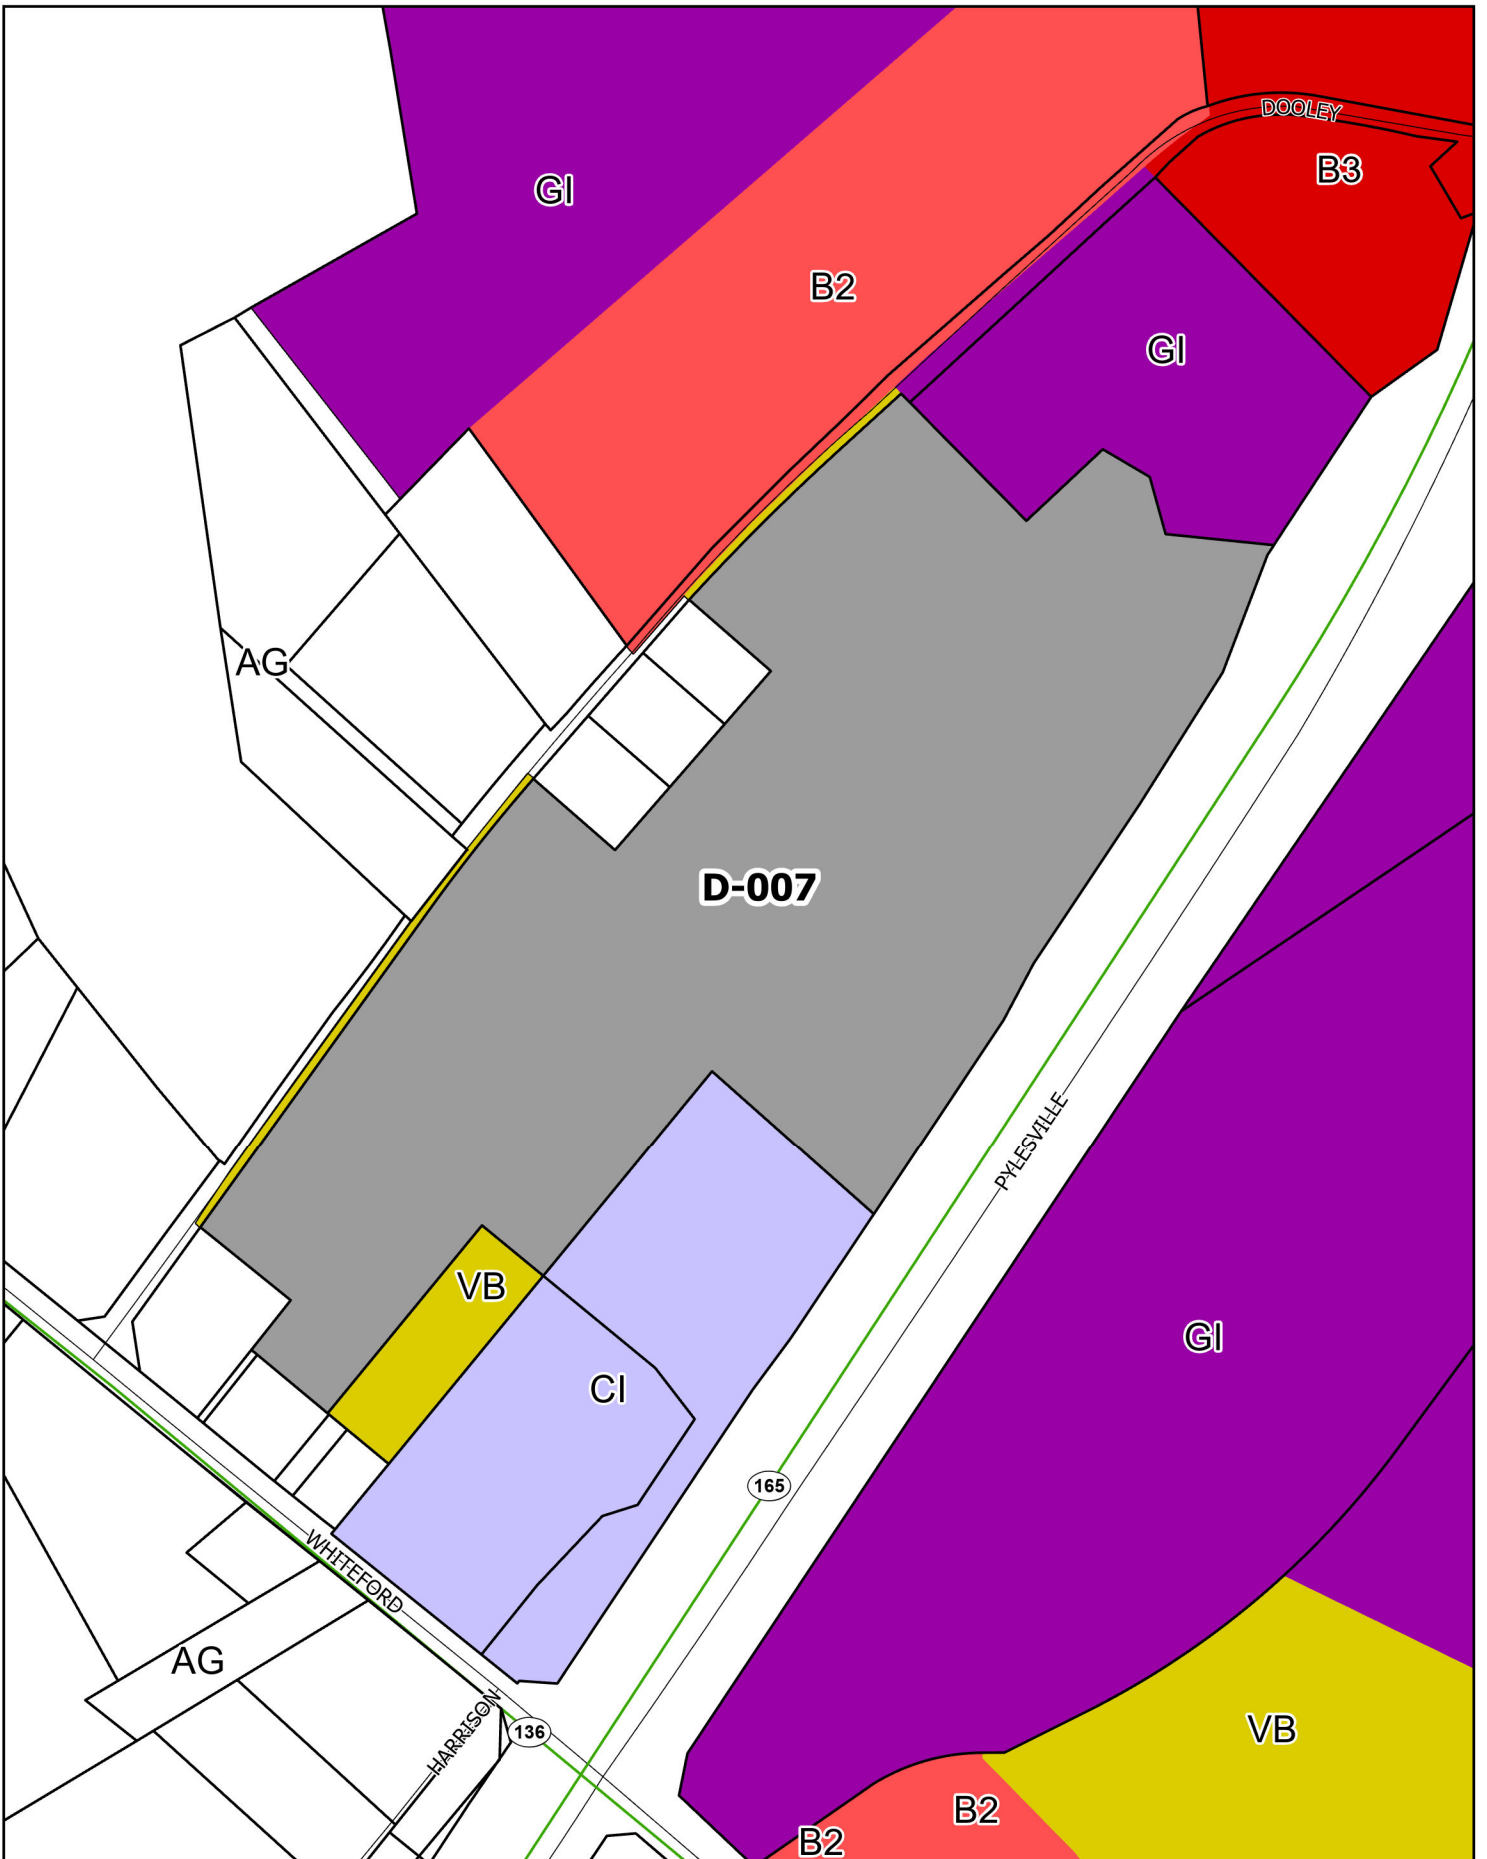 DOOLEY
B3
GI
B2
GI
AG
D-007
PYLESVILLE
VB
GI
CI
165
WHITEFORD
AG
HARRISON
136
VB
B2
B2